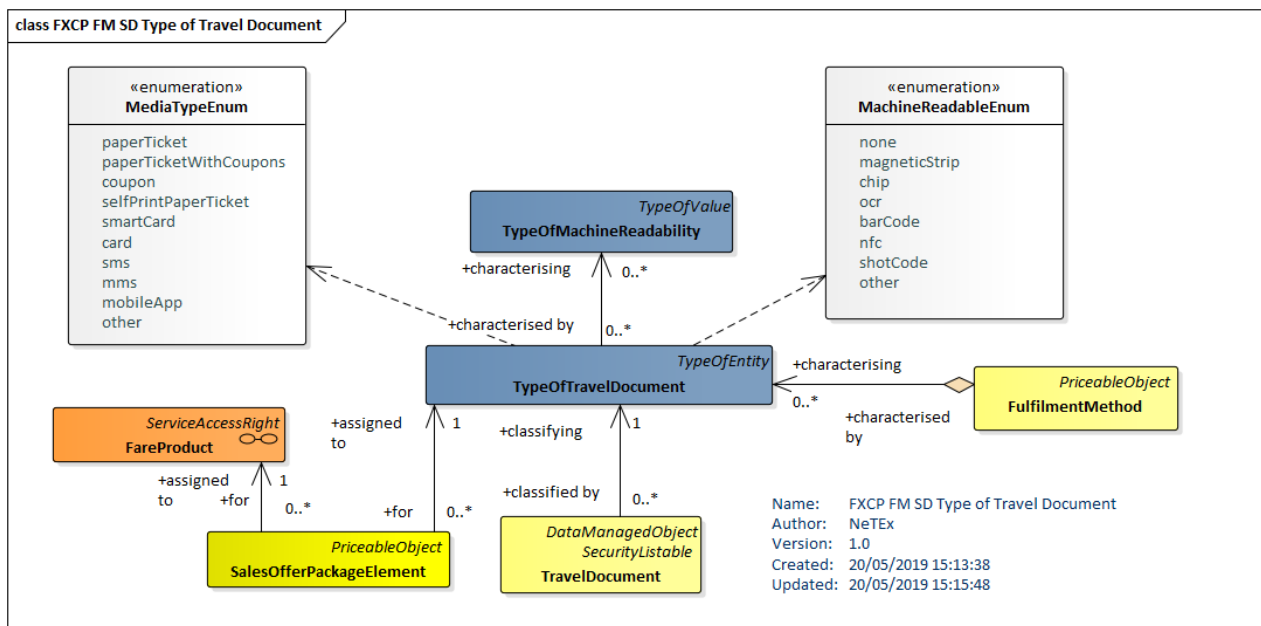 class FXCP FM SD Type of Travel Document
«enumeration»
MediaTypeEnum
paperTicket
paperTicketWithCoupons
coupon
selfPrintPaperTicket
smartCard
card
sms
mms
mobileApp
other
«enumeration»
MachineReadableEnum
none
magneticStrip
chip
ocr
barCode
nfc
shotCode
other
TypeOfValue
TypeOfMachineReadability
+characterising
0..*
+characterised by
0..*
TypeOfEntity
TypeOfTravelDocument
+characterising
0..*
+characterised
by
PriceableObject
FulfilmentMethod
ServiceAccessRight
FareProduct
+assigned
to
1
+for
0..*
+assigned
to
1
+for
0..*
+classifying
1
+classified by
0..*
PriceableObject
SalesOfferPackageElement
DataManagedObject
SecurityListable
TravelDocument
Name: FXCP FM SD Type of Travel Document
Author: NeTEx
Version: 1.0
Created: 20/05/2019 15:13:38
Updated: 20/05/2019 15:15:48